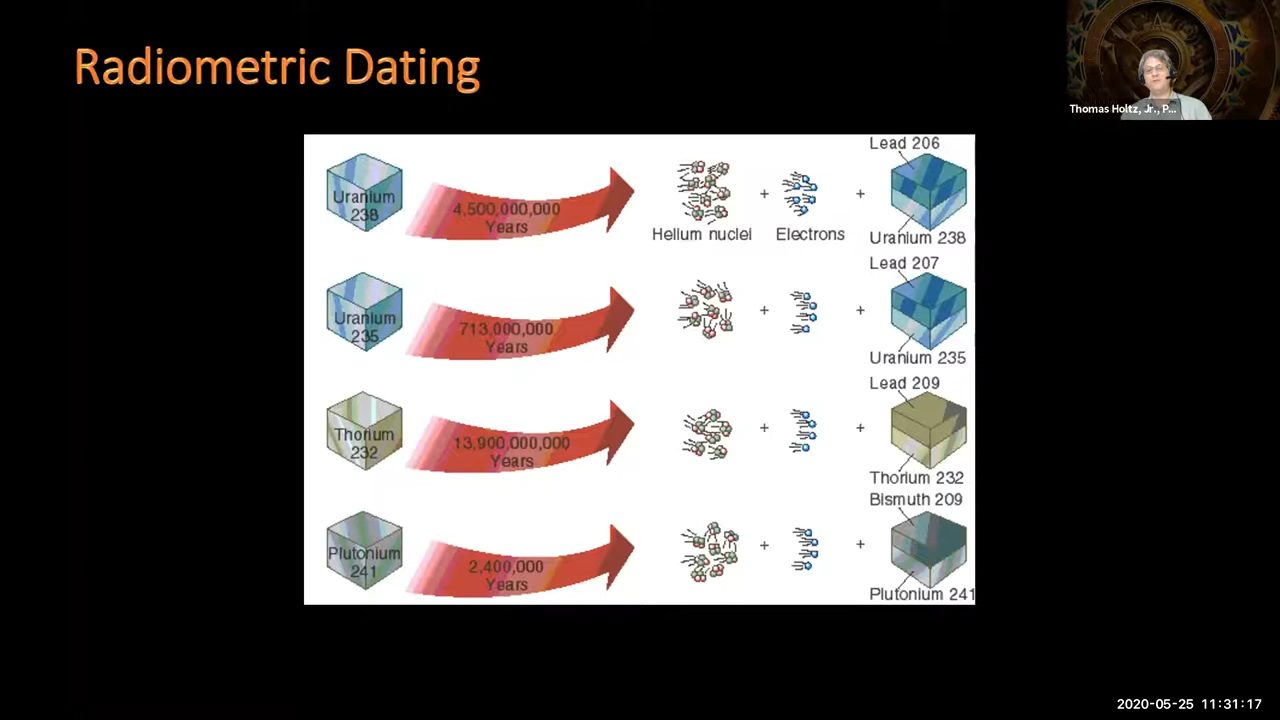 Radiometric Dating
Thomas Holtz, Jr., P...
Uranium
238
4,500,000,000
Years
Helium nuclei
+
Electrons
+
Lead 206
Uranium 238
Uranium
235
713,000,000
Years
+
+
Lead 207
Uranium 235
Thorium
232
13,900,000,000
Years
+
+
Lead 209
Thorium 232
Plutonium
241
2,400,000
Years
+
+
Bismuth 209
Plutonium 241
2020-05-25 11:31:17